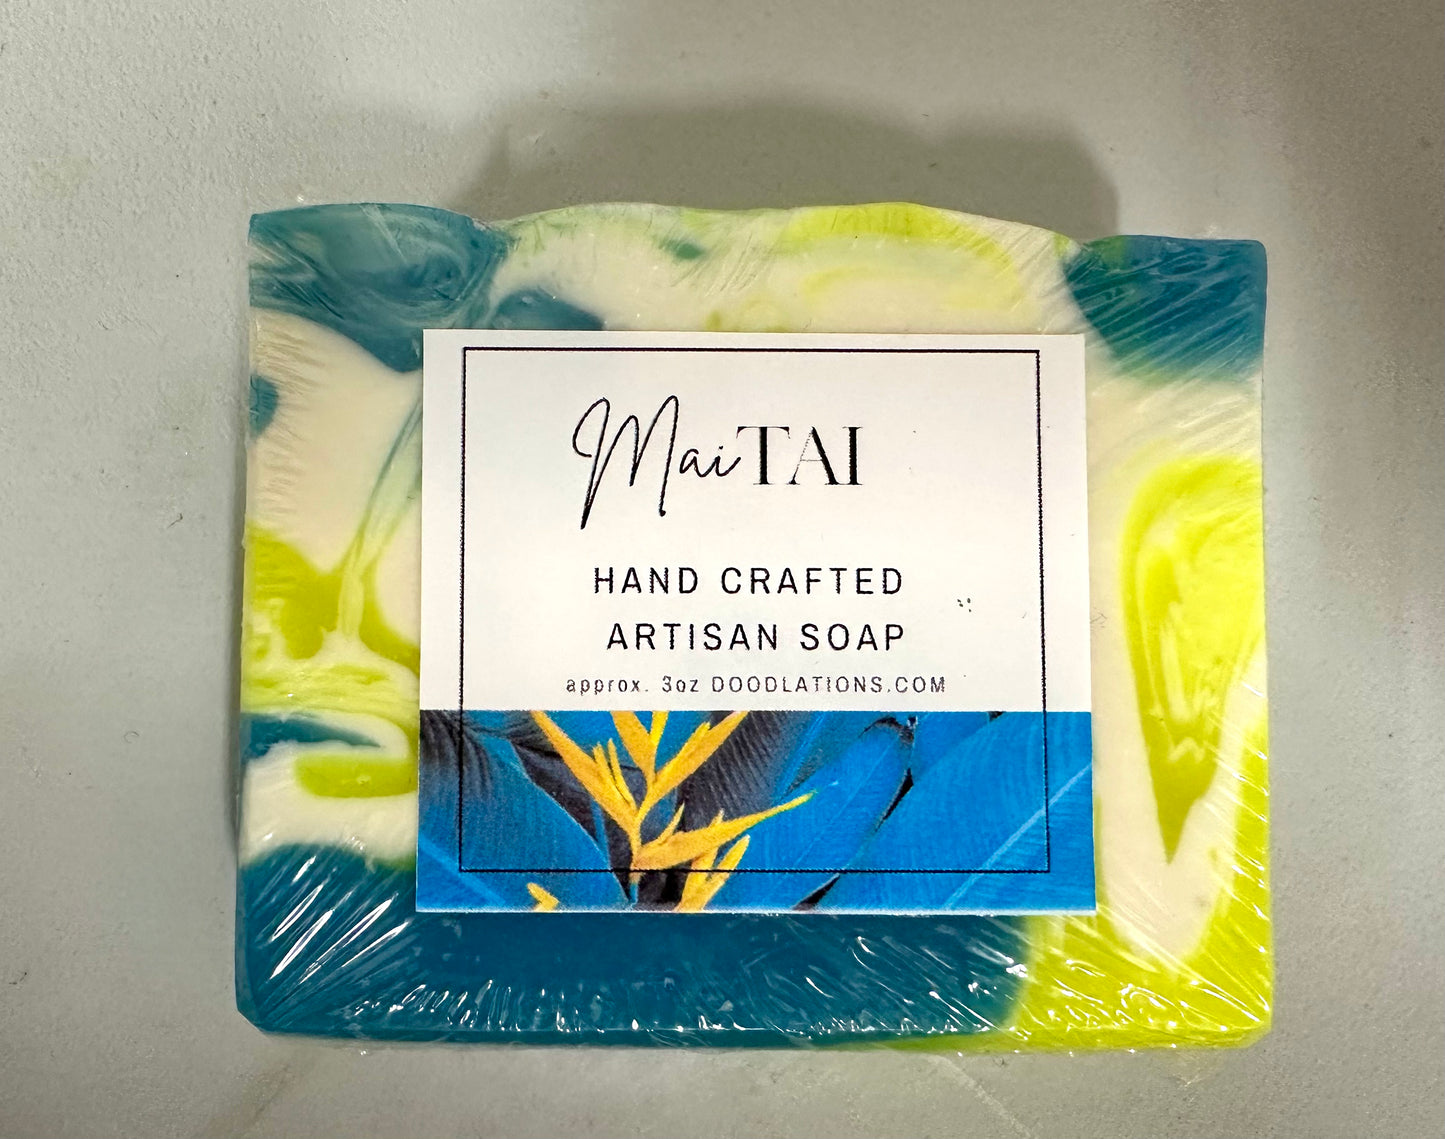 MaiTAI
HAND CRAFTED
ARTISAN SOAP
approx. 3oz DOODLATIONS.COM